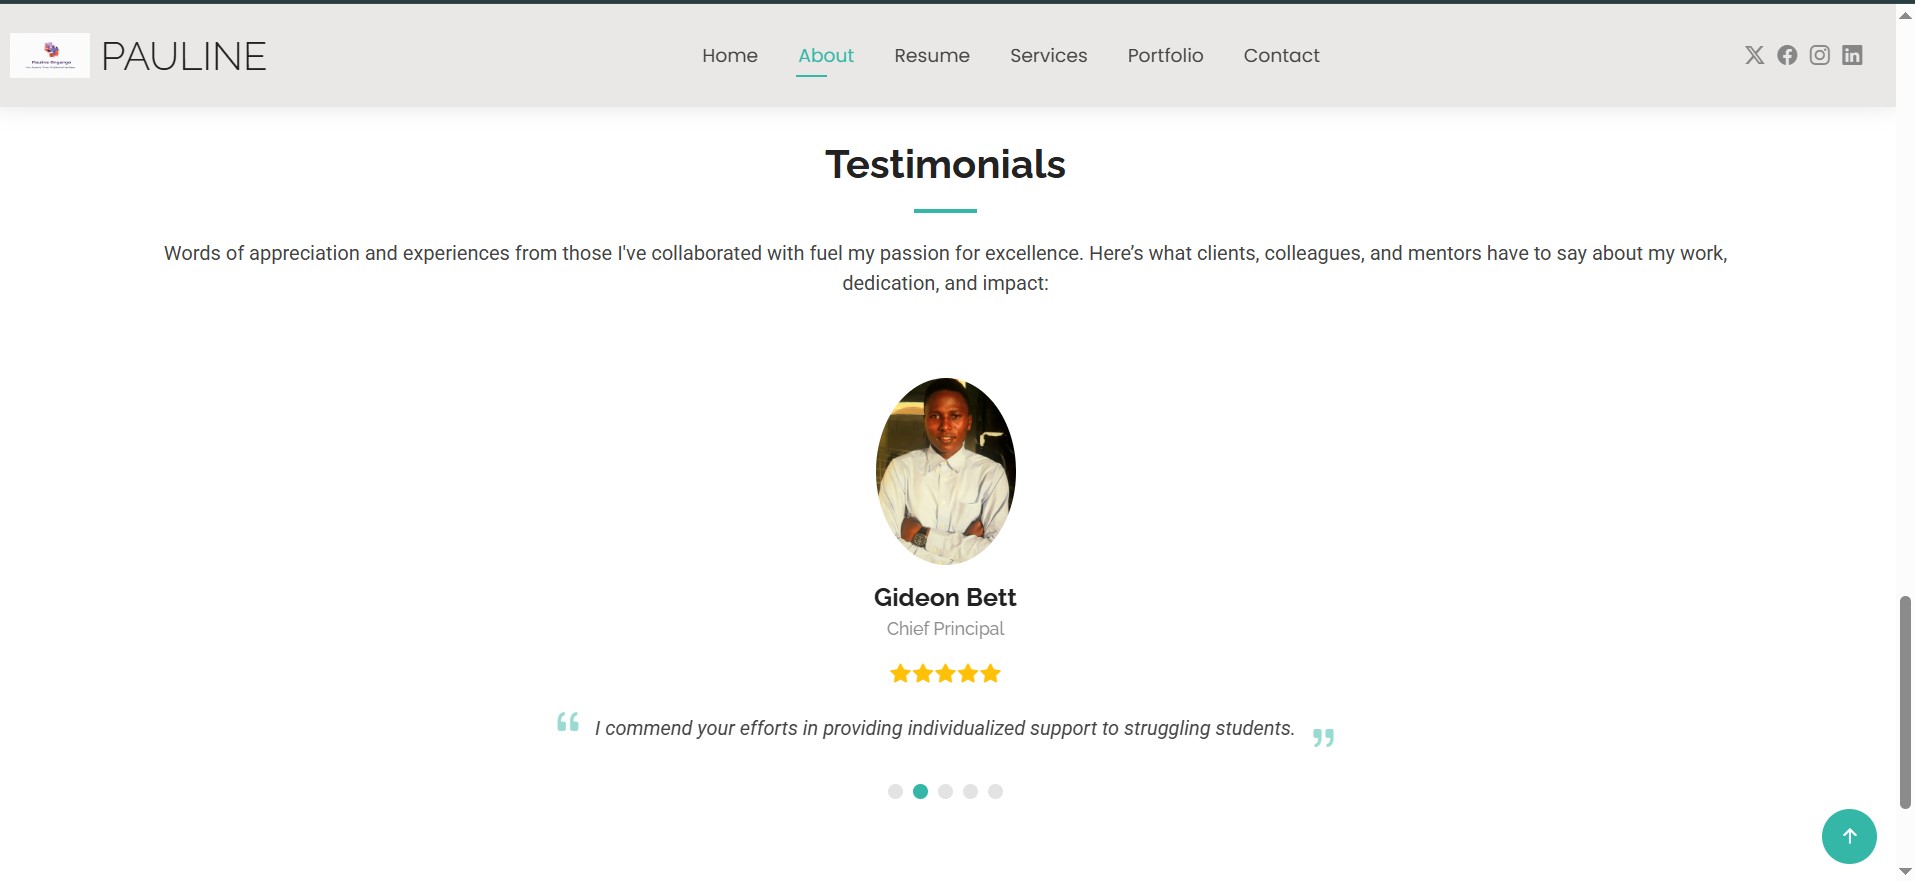 Pauline Onyango
PAULINE
Home
About
Resume
Services
Portfolio
Contact
Testimonials
Words of appreciation and experiences from those I've collaborated with fuel my passion for excellence. Here’s what clients, colleagues, and mentors have to say about my work,
dedication, and impact:
Gideon Bett
Chief Principal
“ I commend your efforts in providing individualized support to struggling students. ”